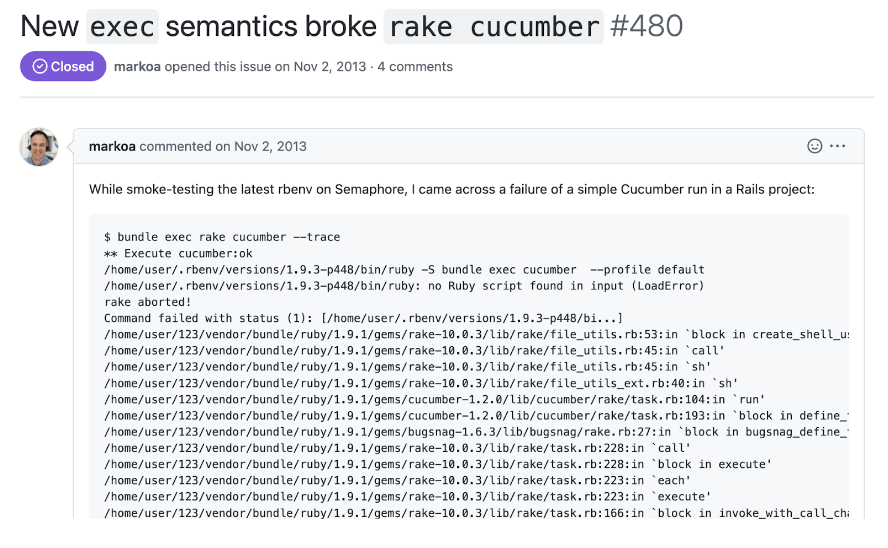 New exec semantics broke rake cucumber #480
Closed markoa opened this issue on Nov 2, 2013 · 4 comments
markoa commented on Nov 2, 2013
While smoke-testing the latest rbenv on Semaphore, I came across a failure of a simple Cucumber run in a Rails project:
$ bundle exec rake cucumber --trace
** Execute cucumber:ok
/home/user/.rbenv/versions/1.9.3-p448/bin/ruby -S bundle exec cucumber  --profile default
/home/user/.rbenv/versions/1.9.3-p448/bin/ruby: no Ruby script found in input (LoadError)
rake aborted!
Command failed with status (1): [/home/user/.rbenv/versions/1.9.3-p448/bi...]
/home/user/123/vendor/bundle/ruby/1.9.1/gems/rake-10.0.3/lib/rake/file_utils.rb:53:in `block in create_shell_
/home/user/123/vendor/bundle/ruby/1.9.1/gems/rake-10.0.3/lib/rake/file_utils.rb:45:in `call'
/home/user/123/vendor/bundle/ruby/1.9.1/gems/rake-10.0.3/lib/rake/file_utils.rb:45:in `sh'
/home/user/123/vendor/bundle/ruby/1.9.1/gems/rake-10.0.3/lib/rake/file_utils_ext.rb:40:in `sh'
/home/user/123/vendor/bundle/ruby/1.9.1/gems/cucumber-1.2.0/lib/cucumber/rake/task.rb:104:in `run'
/home/user/123/vendor/bundle/ruby/1.9.1/gems/cucumber-1.2.0/lib/cucumber/rake/task.rb:193:in `block in define_
/home/user/123/vendor/bundle/ruby/1.9.1/gems/bugsnag-1.6.3/lib/bugsnag/rake.rb:27:in `block in bugsnag_define_
/home/user/123/vendor/bundle/ruby/1.9.1/gems/rake-10.0.3/lib/rake/task.rb:228:in `call'
/home/user/123/vendor/bundle/ruby/1.9.1/gems/rake-10.0.3/lib/rake/task.rb:228:in `block in execute'
/home/user/123/vendor/bundle/ruby/1.9.1/gems/rake-10.0.3/lib/rake/task.rb:223:in `each'
/home/user/123/vendor/bundle/ruby/1.9.1/gems/rake-10.0.3/lib/rake/task.rb:223:in `execute'
/home/user/123/vendor/bundle/ruby/1.9.1/gems/rake-10.0.3/lib/rake/task.rb:166:in `block in invoke_with_call_ch